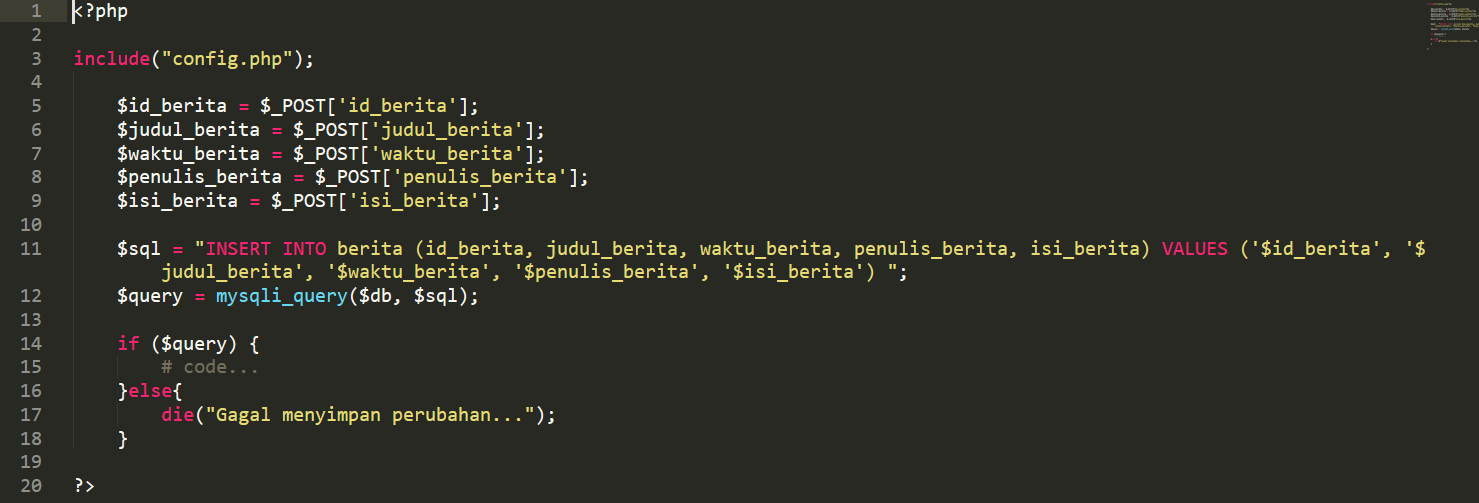 1 <?php
2
3 include("config.php");
4
5 $id_berita = $_POST['id_berita'];
6 $judul_berita = $_POST['judul_berita'];
7 $waktu_berita = $_POST['waktu_berita'];
8 $penulis_berita = $_POST['penulis_berita'];
9 $isi_berita = $_POST['isi_berita'];
10
11 $sql = "INSERT INTO berita (id_berita, judul_berita, waktu_berita, penulis_berita, isi_berita) VALUES ('$id_berita', '$
judul_berita', '$waktu_berita', '$penulis_berita', '$isi_berita') ";
12 $query = mysqli_query($db, $sql);
13
14 if ($query) {
15 # code...
16 }else{
17 die("Gagal menyimpan perubahan...");
18 }
19
20 ?>